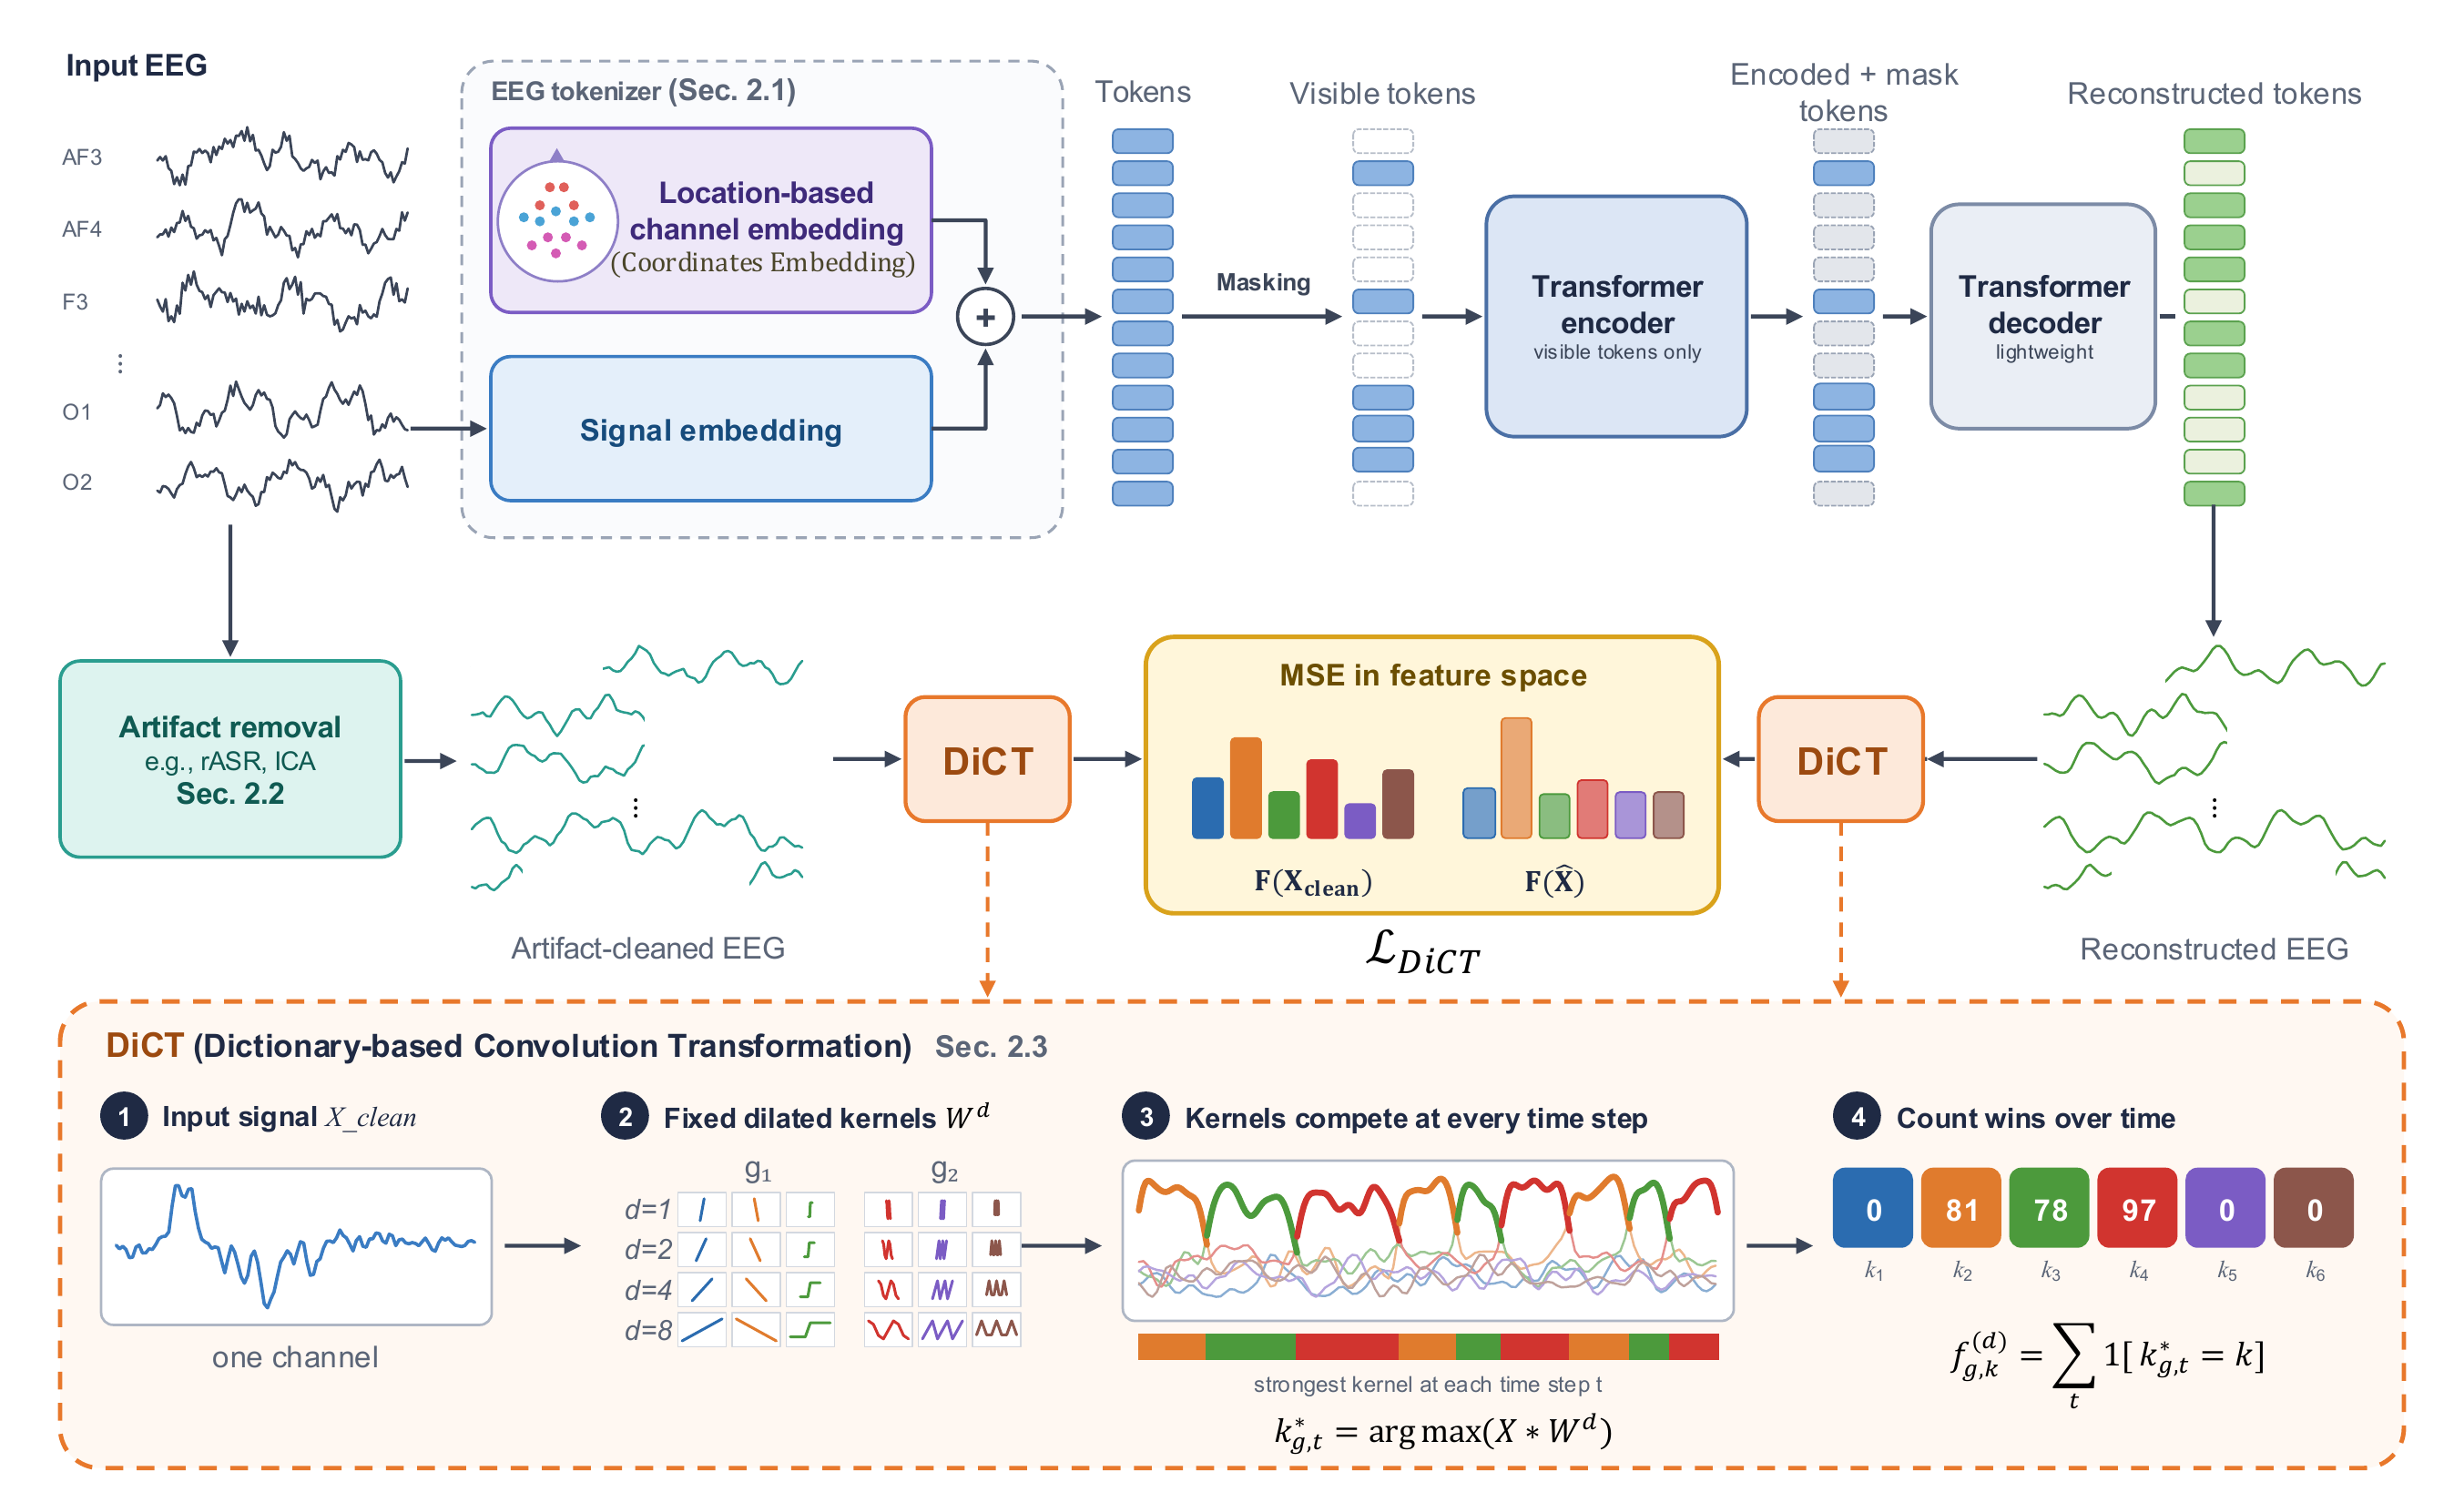 Input EEG
AF3
AF4
F3
⋮
O1
O2
EEG tokenizer (Sec. 2.1)
Location-based
channel embedding
(Coordinates Embedding)
Signal embedding
+
Tokens
Masking
Visible tokens
Transformer
encoder
visible tokens only
Encoded + mask
tokens
Transformer
decoder
lightweight
Reconstructed tokens
Artifact removal
e.g., rASR, ICA
Sec. 2.2
⋮
Artifact-cleaned EEG
DiCT
MSE in feature space
F(X_clean)
F(X̂)
ℒ_DiCT
DiCT
⋮
Reconstructed EEG
DiCT (Dictionary-based Convolution Transformation) Sec. 2.3
1 Input signal X_clean
one channel
2 Fixed dilated kernels W^d
g₁ g₂
d=1
d=2
d=4
d=8
3 Kernels compete at every time step
strongest kernel at each time step t
k*_{g,t} = arg max(X ∗ W^d)
4 Count wins over time
0 81 78 97 0 0
k₁ k₂ k₃ k₄ k₅ k₆
f_{g,k}^{(d)} = ∑_t 1[k*_{g,t} = k]